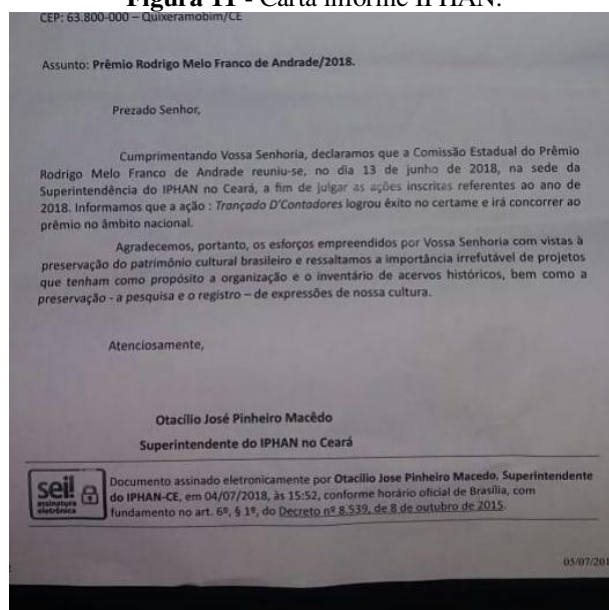 Figura 11 - Carta informe IPHAN.
CEP: 63.800-000 – Quixeramobim/CE
Assunto: Prêmio Rodrigo Melo Franco de Andrade/2018.
Prezado Senhor,
Cumprimentando Vossa Senhoria, declaramos que a Comissão Estadual do Prêmio
Rodrigo Melo Franco de Andrade reuniu-se, no dia 13 de junho de 2018, na sede da
Superintendência do IPHAN no Ceará, a fim de julgar as ações inscritas referentes ao ano de
2018. Informamos que a ação : Trançado D'Contadores logrou êxito no certame e irá concorrer ao
prêmio no âmbito nacional.
Agradecemos, portanto, os esforços empreendidos por Vossa Senhoria com vistas à
preservação do patrimônio cultural brasileiro e ressaltamos a importância irrefutável de projetos
que tenham como propósito a organização e o inventário de acervos históricos, bem como a
preservação - a pesquisa e o registro – de expressões de nossa cultura.
Atenciosamente,
Otacílio José Pinheiro Macêdo
Superintendente do IPHAN no Ceará
sei!
assinatura
eletrônica
Documento assinado eletronicamente por Otacilio Jose Pinheiro Macedo, Superintendente
do IPHAN-CE, em 04/07/2018, às 15:52, conforme horário oficial de Brasília, com
fundamento no art. 6º, § 1º, do Decreto nº 8.539, de 8 de outubro de 2015.
05/07/201